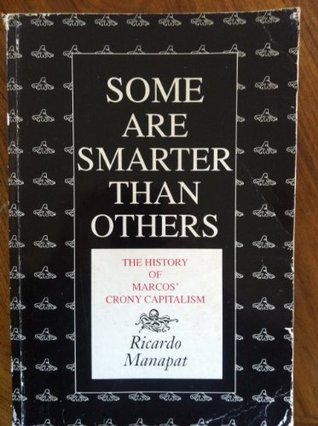 SOME
ARE
SMARTER
THAN
OTHERS
THE HISTORY
OF
MARCOS'
CRONY CAPITALISM
Ricardo
Manapat